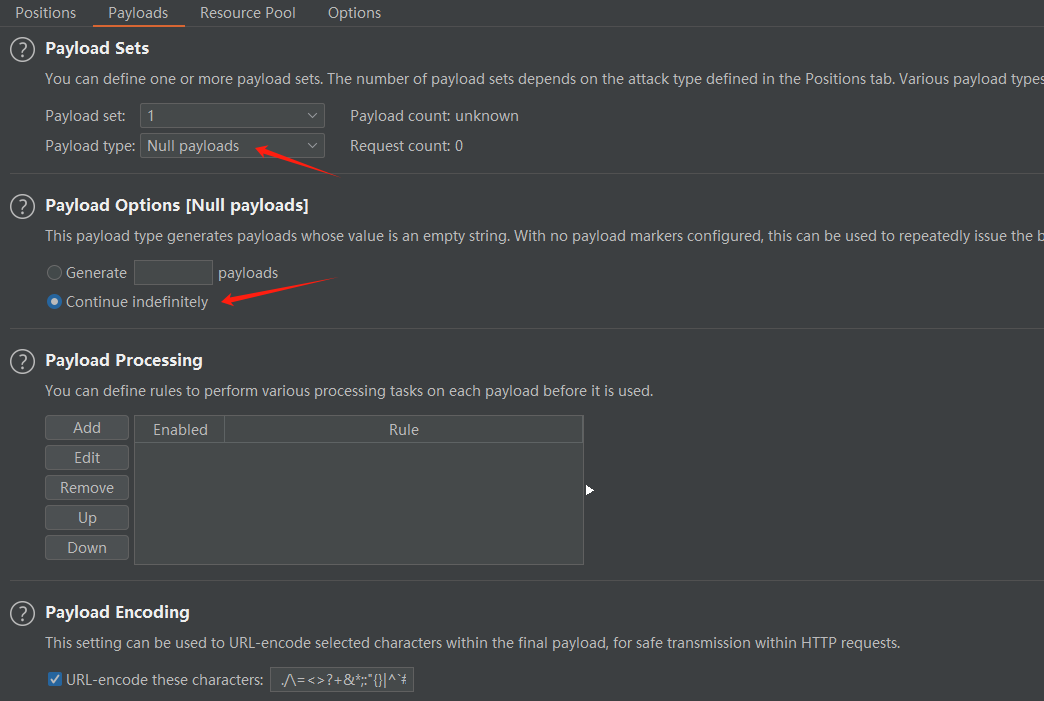 Positions Payloads Resource Pool Options
Payload Sets
You can define one or more payload sets. The number of payload sets depends on the attack type defined in the Positions tab. Various payload types
Payload set: 1 Payload count: unknown
Payload type: Null payloads Request count: 0
Payload Options [Null payloads]
This payload type generates payloads whose value is an empty string. With no payload markers configured, this can be used to repeatedly issue the b
Generate payloads
Continue indefinitely
Payload Processing
You can define rules to perform various processing tasks on each payload before it is used.
Add Enabled Rule
Edit
Remove
Up
Down
Payload Encoding
This setting can be used to URL-encode selected characters within the final payload, for safe transmission within HTTP requests.
URL-encode these characters: ./\=<>?+&*;:"{}|^`#